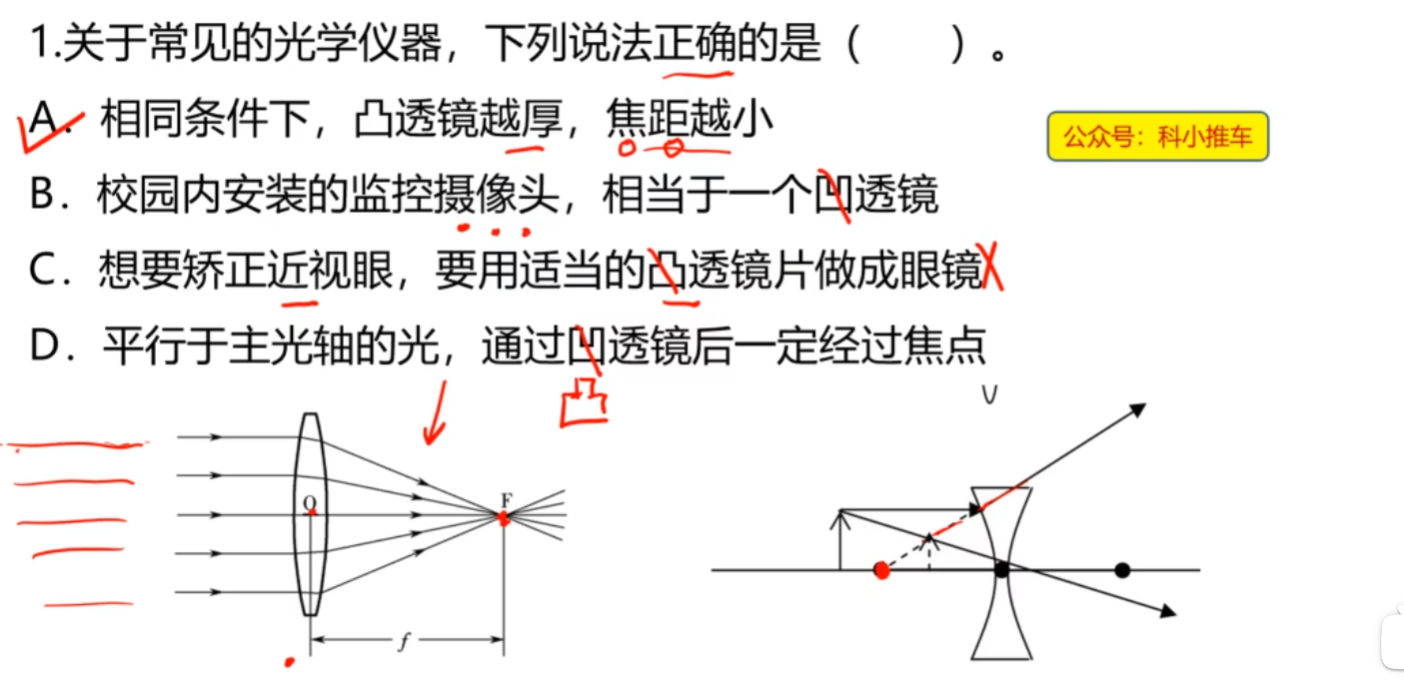 1.关于常见的光学仪器，下列说法正确的是（　　）。
A．相同条件下，凸透镜越厚，焦距越小
公众号：科小推车
B．校园内安装的监控摄像头，相当于一个凹透镜
C．想要矫正近视眼，要用适当的凸透镜片做成眼镜
D．平行于主光轴的光，通过凹透镜后一定经过焦点
凸
O
F
f